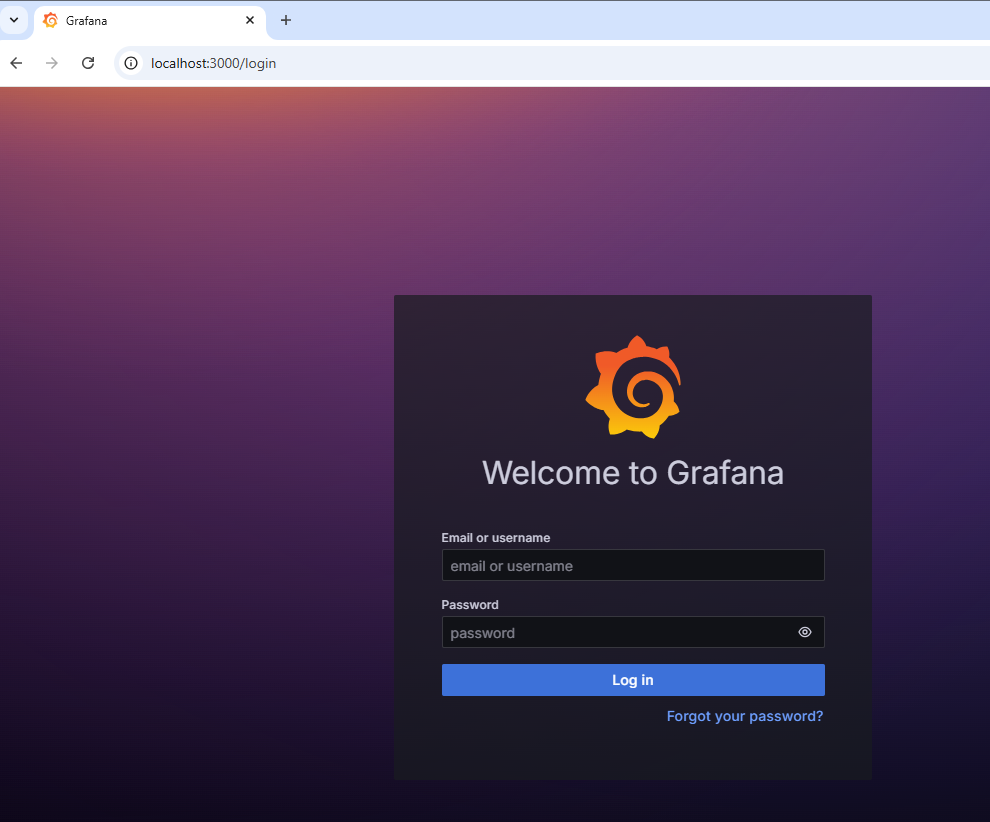 Grafana
localhost:3000/login
Welcome to Grafana
Email or username
email or username
Password
password
Log in
Forgot your password?